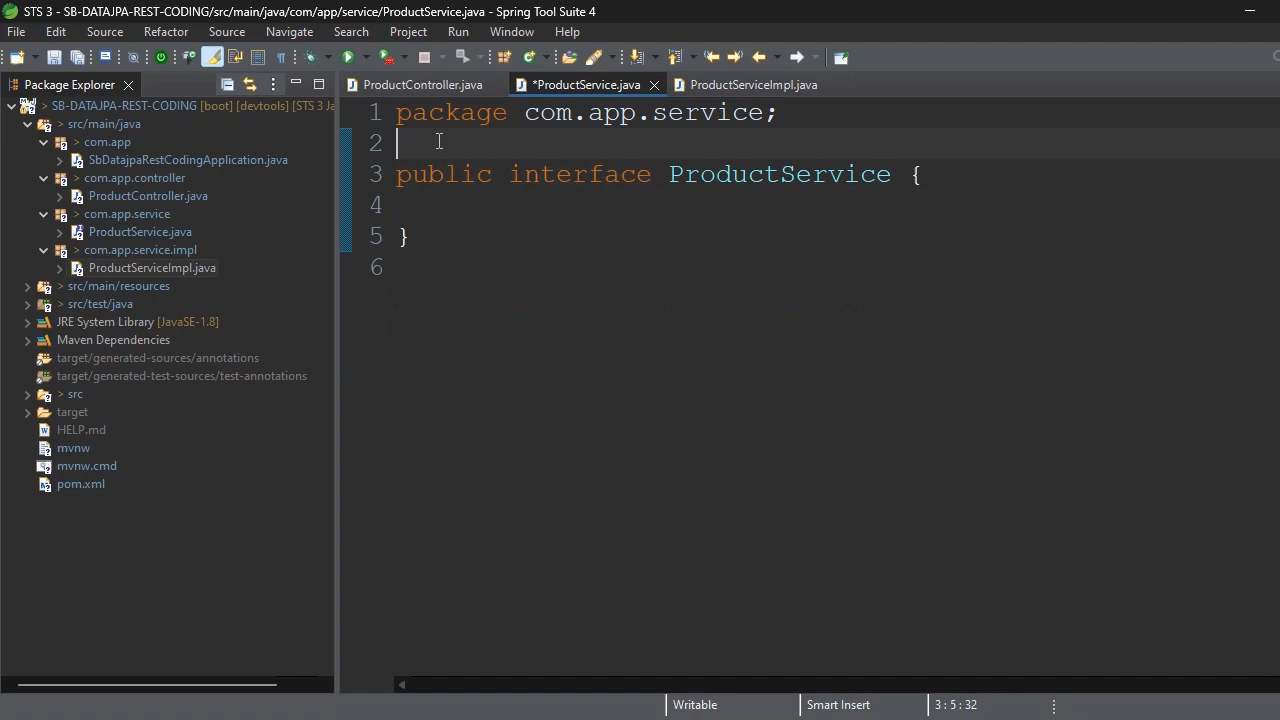 STS 3 - SB-DATAJPA-REST-CODING/src/main/java/com/app/service/ProductService.java - Spring Tool Suite 4
File Edit Source Refactor Source Navigate Search Project Run Window Help
Package Explorer
ProductController.java *ProductService.java ProductServiceImpl.java
> SB-DATAJPA-REST-CODING [boot] [devtools] [STS 3 Ja
> src/main/java
> com.app
SbDatajpaRestCodingApplication.java
> com.app.controller
ProductController.java
> com.app.service
ProductService.java
> com.app.service.impl
ProductServiceImpl.java
> src/main/resources
> src/test/java
JRE System Library [JavaSE-1.8]
Maven Dependencies
target/generated-sources/annotations
target/generated-test-sources/test-annotations
> src
target
HELP.md
mvnw
mvnw.cmd
pom.xml
1 package com.app.service;
2
3 public interface ProductService {
4
5 }
6
Writable Smart Insert 3 : 5 : 32